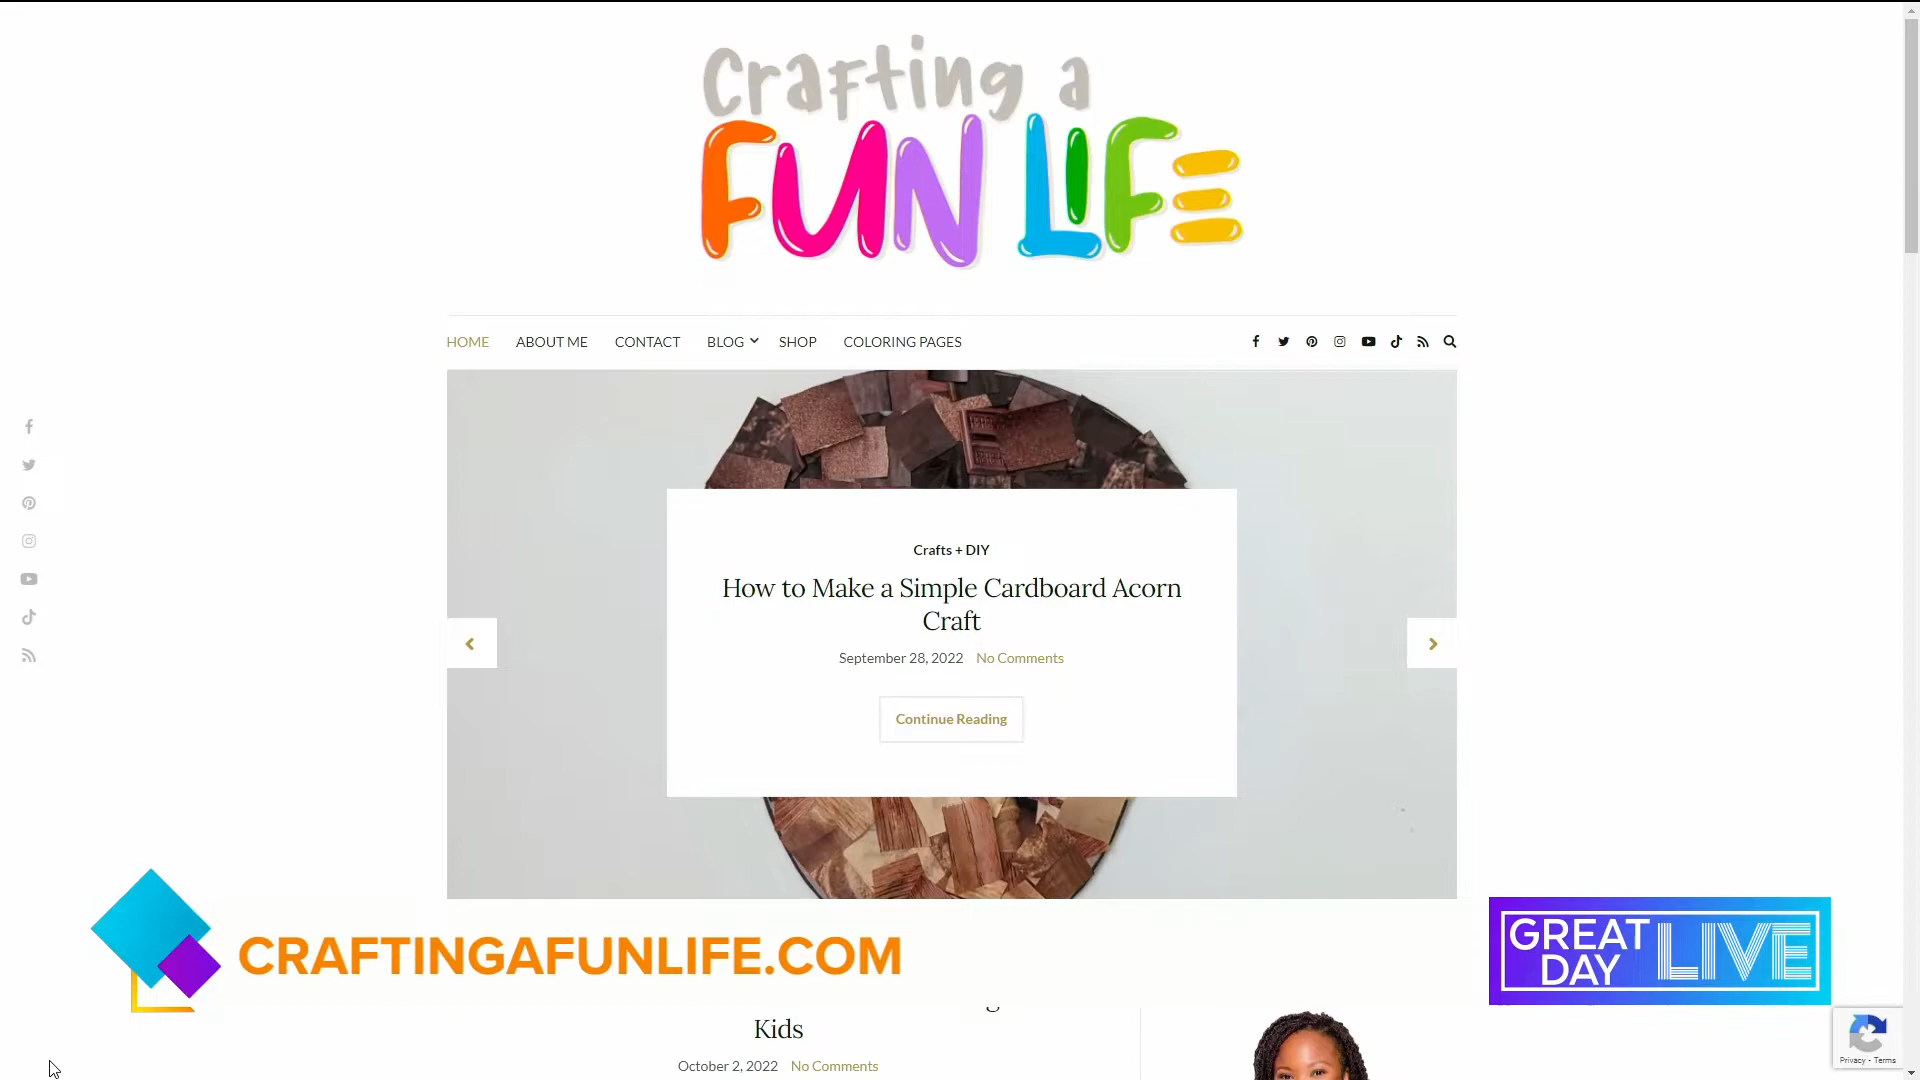 Crafting a
FUN LIFE
HOME ABOUT ME CONTACT BLOG SHOP COLORING PAGES
Crafts + DIY
How to Make a Simple Cardboard Acorn
Craft
September 28, 2022 No Comments
Continue Reading
CRAFTINGAFUNLIFE.COM
GREAT
DAY
LIVE
Kids
October 2, 2022 No Comments
Privacy - Terms